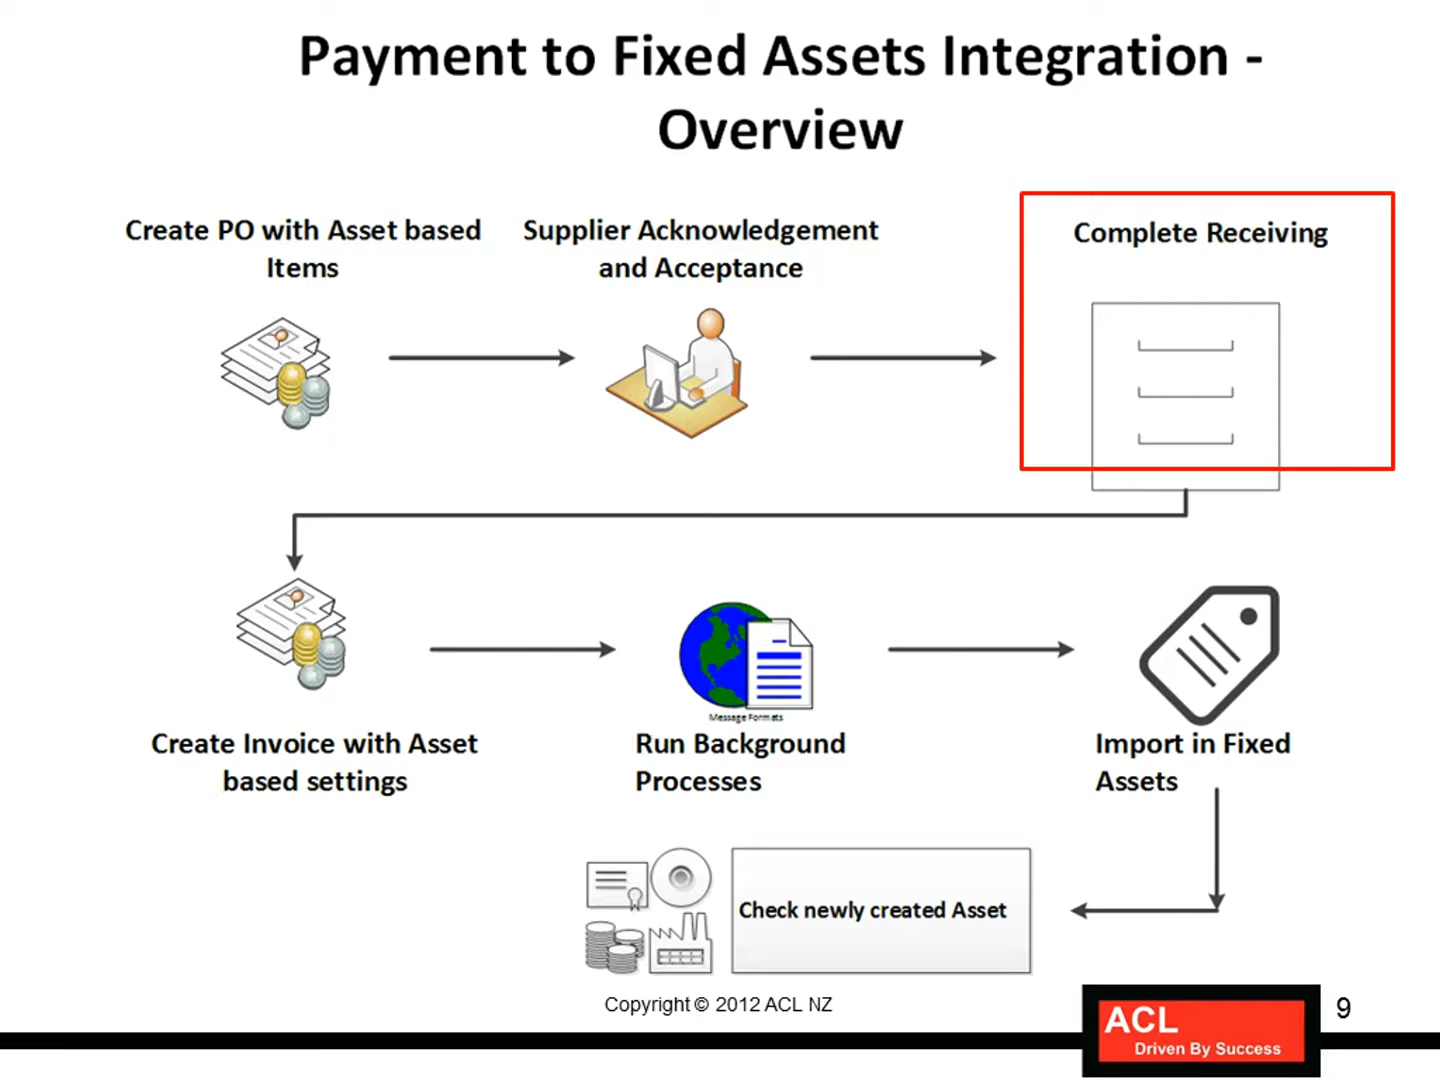 Payment to Fixed Assets Integration -
Overview
Create PO with Asset based
Items
Supplier Acknowledgement
and Acceptance
Complete Receiving
Message Formats
Create Invoice with Asset
based settings
Run Background
Processes
Import in Fixed
Assets
Check newly created Asset
Copyright © 2012 ACL NZ
ACL
Driven By Success
9